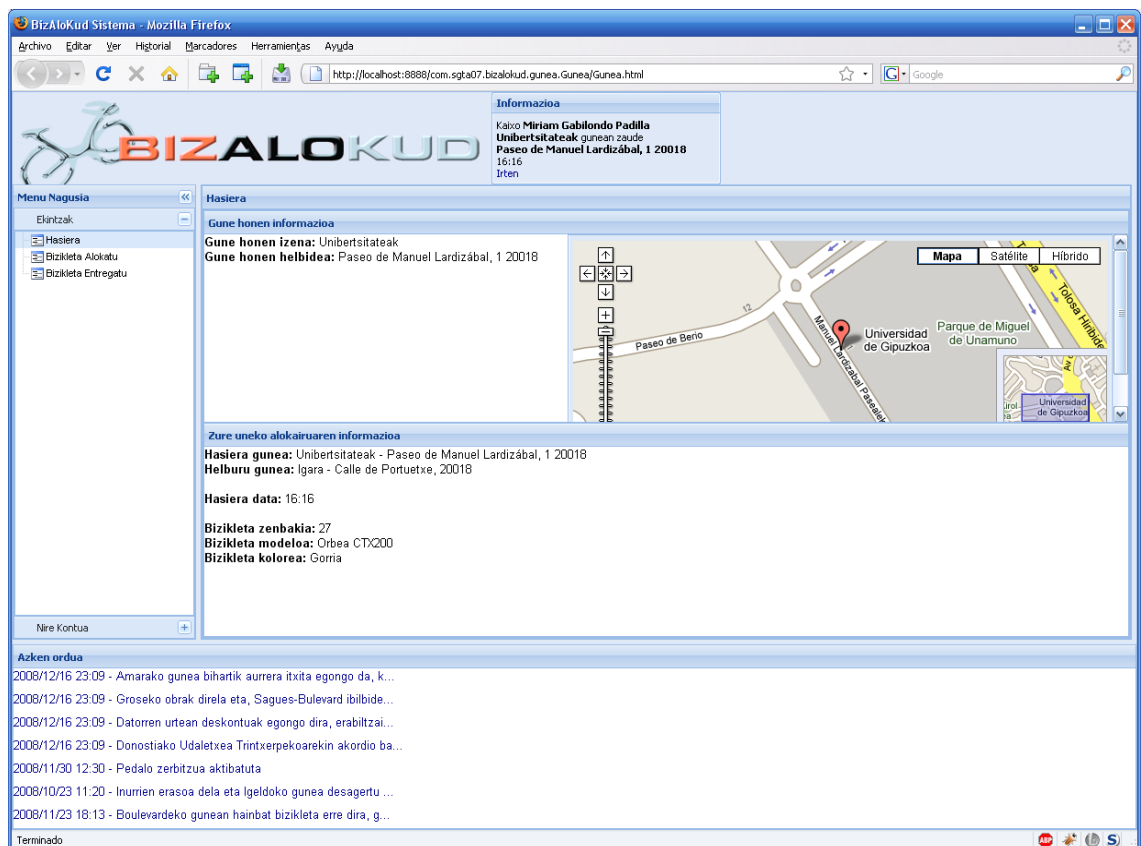 BizAloKud Sistema - Mozilla Firefox
Archivo Editar Ver Historial Marcadores Herramientas Ayuda
http://localhost:8888/com.sgta07.bizalokud.gunea.Gunea/Gunea.html
Google
BIZALOKUD
Informazioa
Kaixo Miriam Gabilondo Padilla
Unibertsitateak gunean zaude
Paseo de Manuel Lardizábal, 1 20018
16:16
Irten
Menu Nagusia
Ekintzak
Hasiera
Bizikleta Alokatu
Bizikleta Entregatu
Nire Kontua
Hasiera
Gune honen informazioa
Gune honen izena: Unibertsitateak
Gune honen helbidea: Paseo de Manuel Lardizábal, 1 20018
Mapa Satélite Híbrido
12
Paseo de Berio
Manuel Lardizabal Pasealek
Universidad
de Gipuzkoa
Parque de Miguel
de Unamuno
Tolosa Hiribide
Av
Universidad
de Gipuzkoa
Zure uneko alokairuaren informazioa
Hasiera gunea: Unibertsitateak - Paseo de Manuel Lardizábal, 1 20018
Helburu gunea: Igara - Calle de Portuetxe, 20018
Hasiera data: 16:16
Bizikleta zenbakia: 27
Bizikleta modeloa: Orbea CTX200
Bizikleta kolorea: Gorria
Azken ordua
2008/12/16 23:09 - Amarako gunea bihartik aurrera itxita egongo da, k...
2008/12/16 23:09 - Groseko obrak direla eta, Sagues-Bulevard ibilbide...
2008/12/16 23:09 - Datorren urtean deskontuak egongo dira, erabiltzai...
2008/12/16 23:09 - Donostiako Udaletxea Trintxerpekoarekin akordio ba...
2008/11/30 12:30 - Pedalo zerbitzua aktibatuta
2008/10/23 11:20 - Inurrien erasoa dela eta Igeldoko gunea desagertu ...
2008/11/23 18:13 - Boulevardeko gunean hainbat bizikleta erre dira, g...
Terminado
ABP